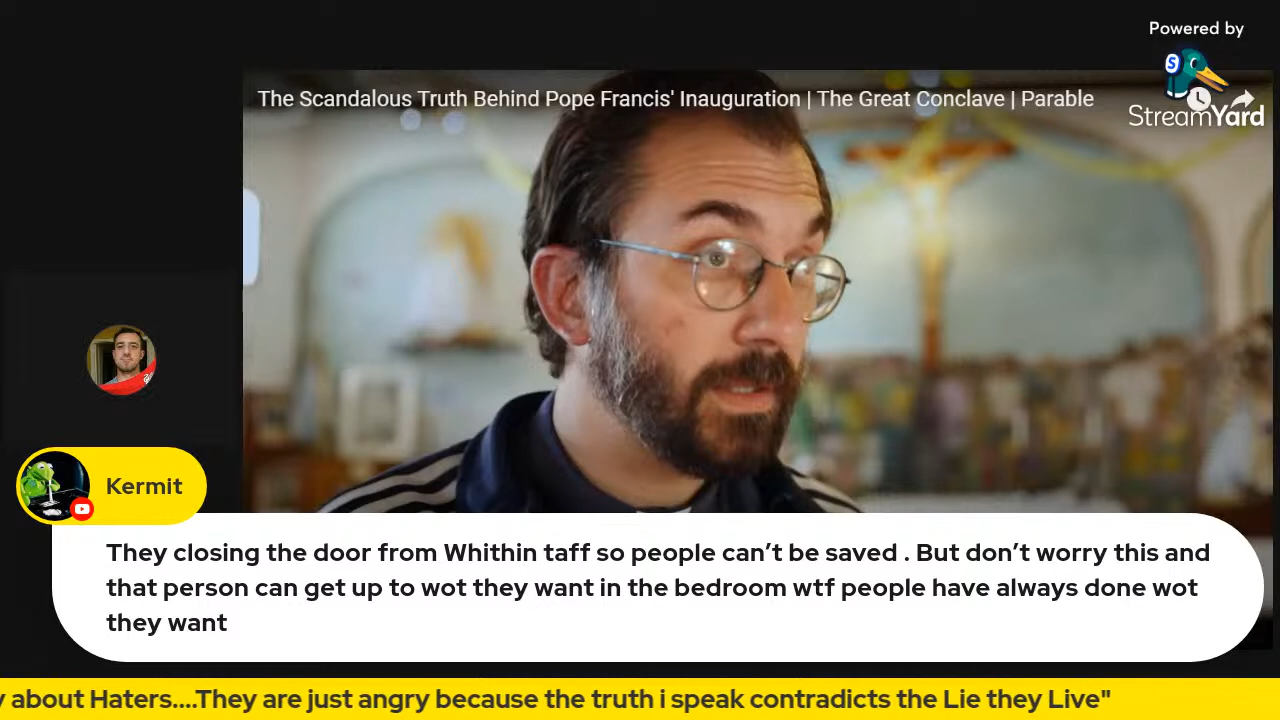 Powered by
StreamYard
The Scandalous Truth Behind Pope Francis' Inauguration | The Great Conclave | Parable
Kermit
They closing the door from Whithin taff so people can’t be saved . But don’t worry this and
that person can get up to wot they want in the bedroom wtf people have always done wot
they want
about Haters....They are just angry because the truth i speak contradicts the Lie they Live"